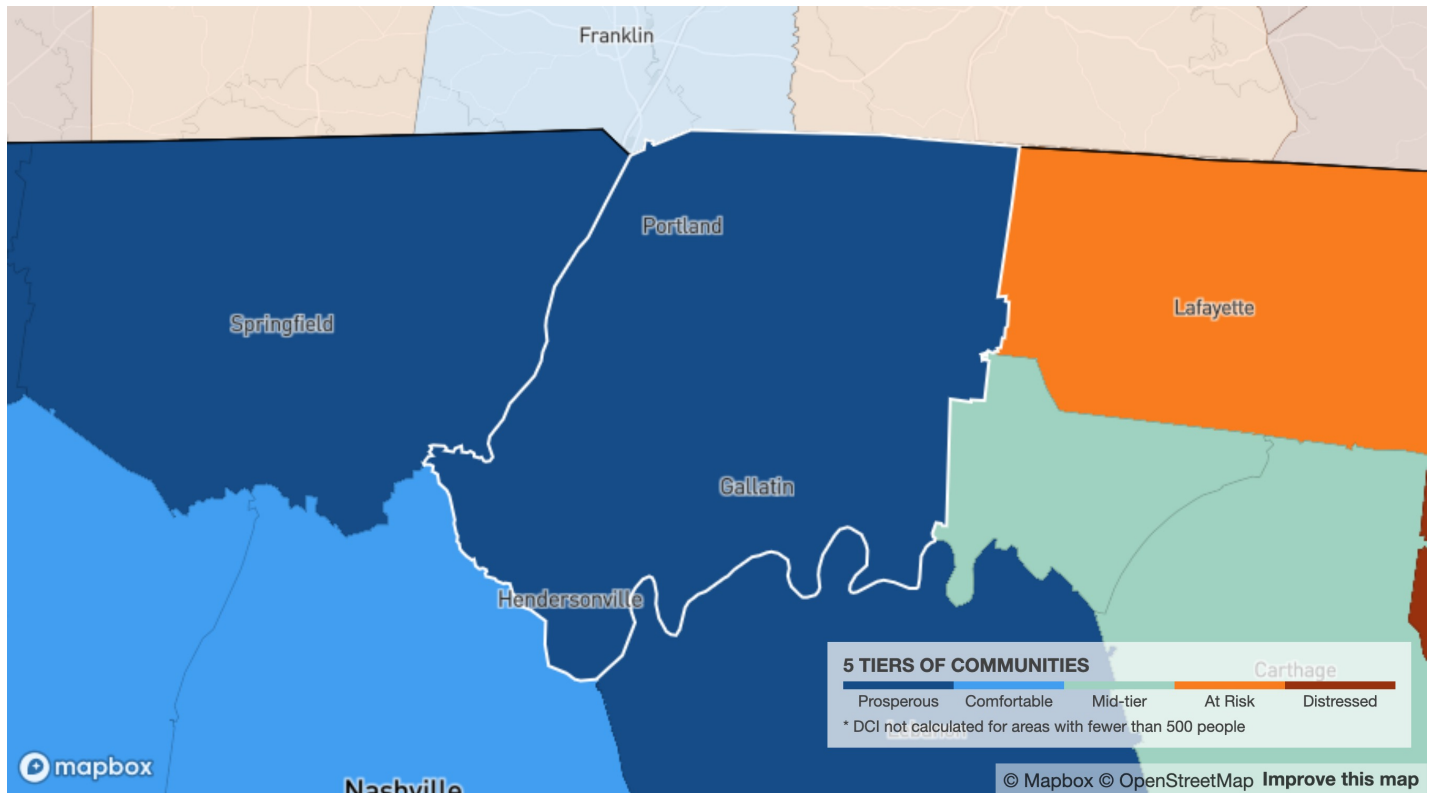 Franklin
Portland
Springfield
Lafayette
Gallatin
Hendersonville
5 TIERS OF COMMUNITIES
Carthage
Prosperous Comfortable Mid-tier At Risk Distressed
* DCI not calculated for areas with fewer than 500 people
Lebanon
mapbox
Nashville
© Mapbox © OpenStreetMap Improve this map